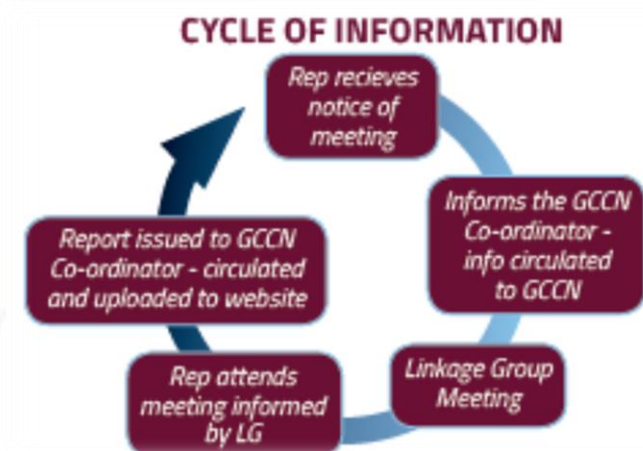 CYCLE OF INFORMATION
Rep recieves
notice of
meeting
Informs the GCCN
Co-ordinator -
info circulated
to GCCN
Linkage Group
Meeting
Rep attends
meeting informed
by LG
Report issued to GCCN
Co-ordinator - circulated
and uploaded to website